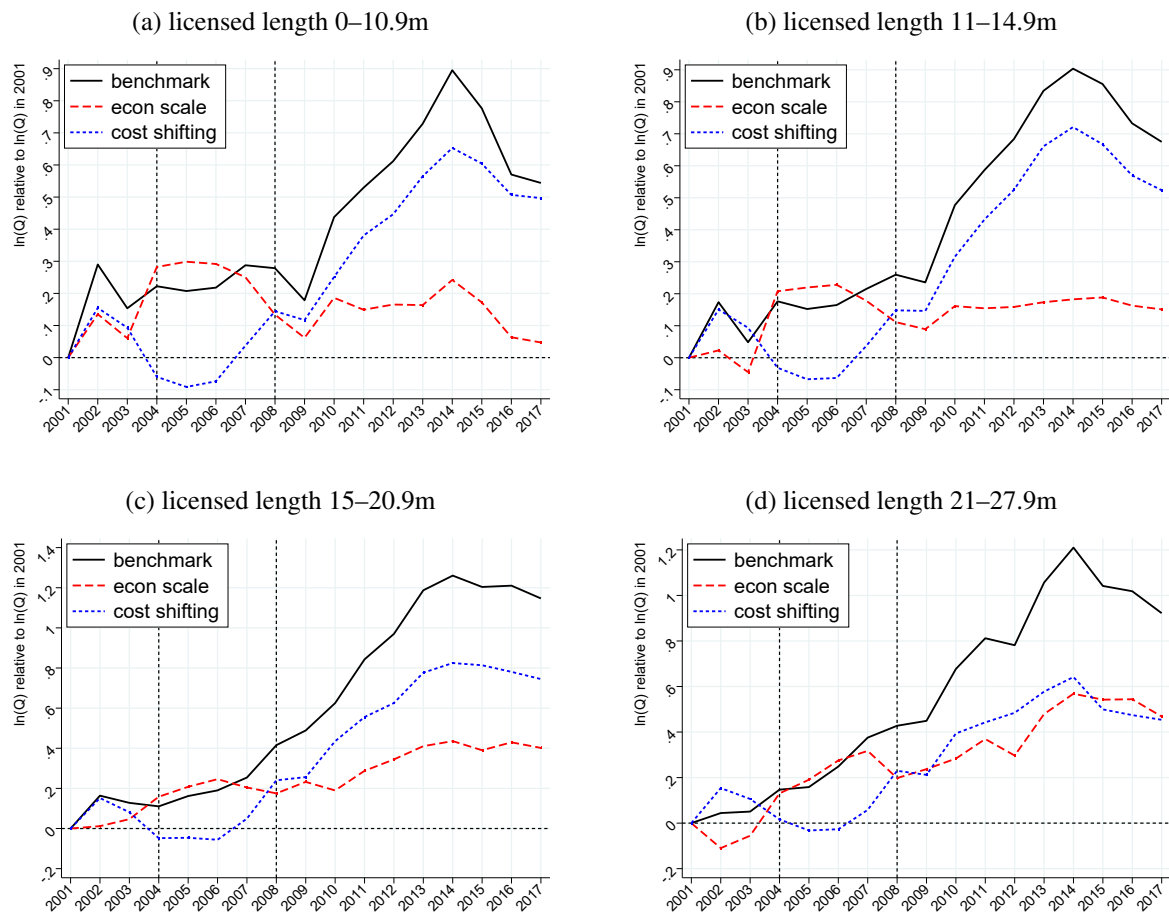 (a) licensed length 0–10.9m
ln(Q) relative to ln(Q) in 2001
.9
.8
.7
.6
.5
.4
.3
.2
.1
0
-.1
benchmark
econ scale
cost shifting
2001 2002 2003 2004 2005 2006 2007 2008 2009 2010 2011 2012 2013 2014 2015 2016 2017
(b) licensed length 11–14.9m
ln(Q) relative to ln(Q) in 2001
.9
.8
.7
.6
.5
.4
.3
.2
.1
0
-.1
benchmark
econ scale
cost shifting
2001 2002 2003 2004 2005 2006 2007 2008 2009 2010 2011 2012 2013 2014 2015 2016 2017
(c) licensed length 15–20.9m
ln(Q) relative to ln(Q) in 2001
1.4
1.2
1
.8
.6
.4
.2
0
-.2
benchmark
econ scale
cost shifting
2001 2002 2003 2004 2005 2006 2007 2008 2009 2010 2011 2012 2013 2014 2015 2016 2017
(d) licensed length 21–27.9m
ln(Q) relative to ln(Q) in 2001
1.2
1
.8
.6
.4
.2
0
-.2
benchmark
econ scale
cost shifting
2001 2002 2003 2004 2005 2006 2007 2008 2009 2010 2011 2012 2013 2014 2015 2016 2017